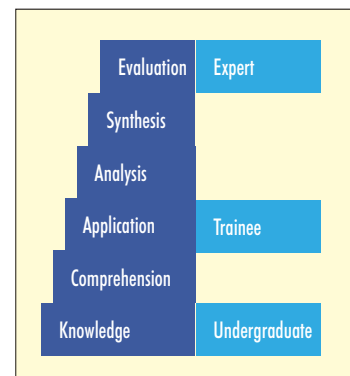 Evaluation Expert
Synthesis
Analysis
Application Trainee
Comprehension
Knowledge Undergraduate